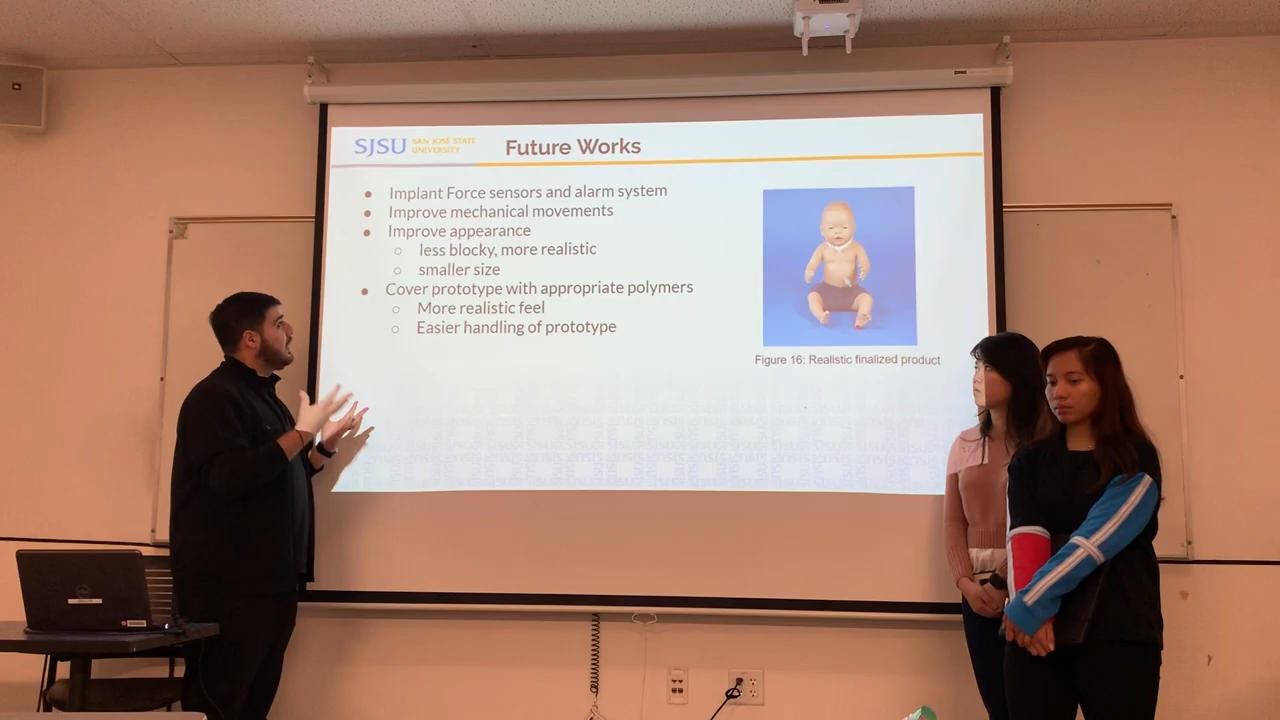 SJSU SAN JOSÉ STATE
UNIVERSITY
Future Works
● Implant Force sensors and alarm system
● Improve mechanical movements
● Improve appearance
○ less blocky, more realistic
○ smaller size
● Cover prototype with appropriate polymers
○ More realistic feel
○ Easier handling of prototype
Figure 16: Realistic finalized product